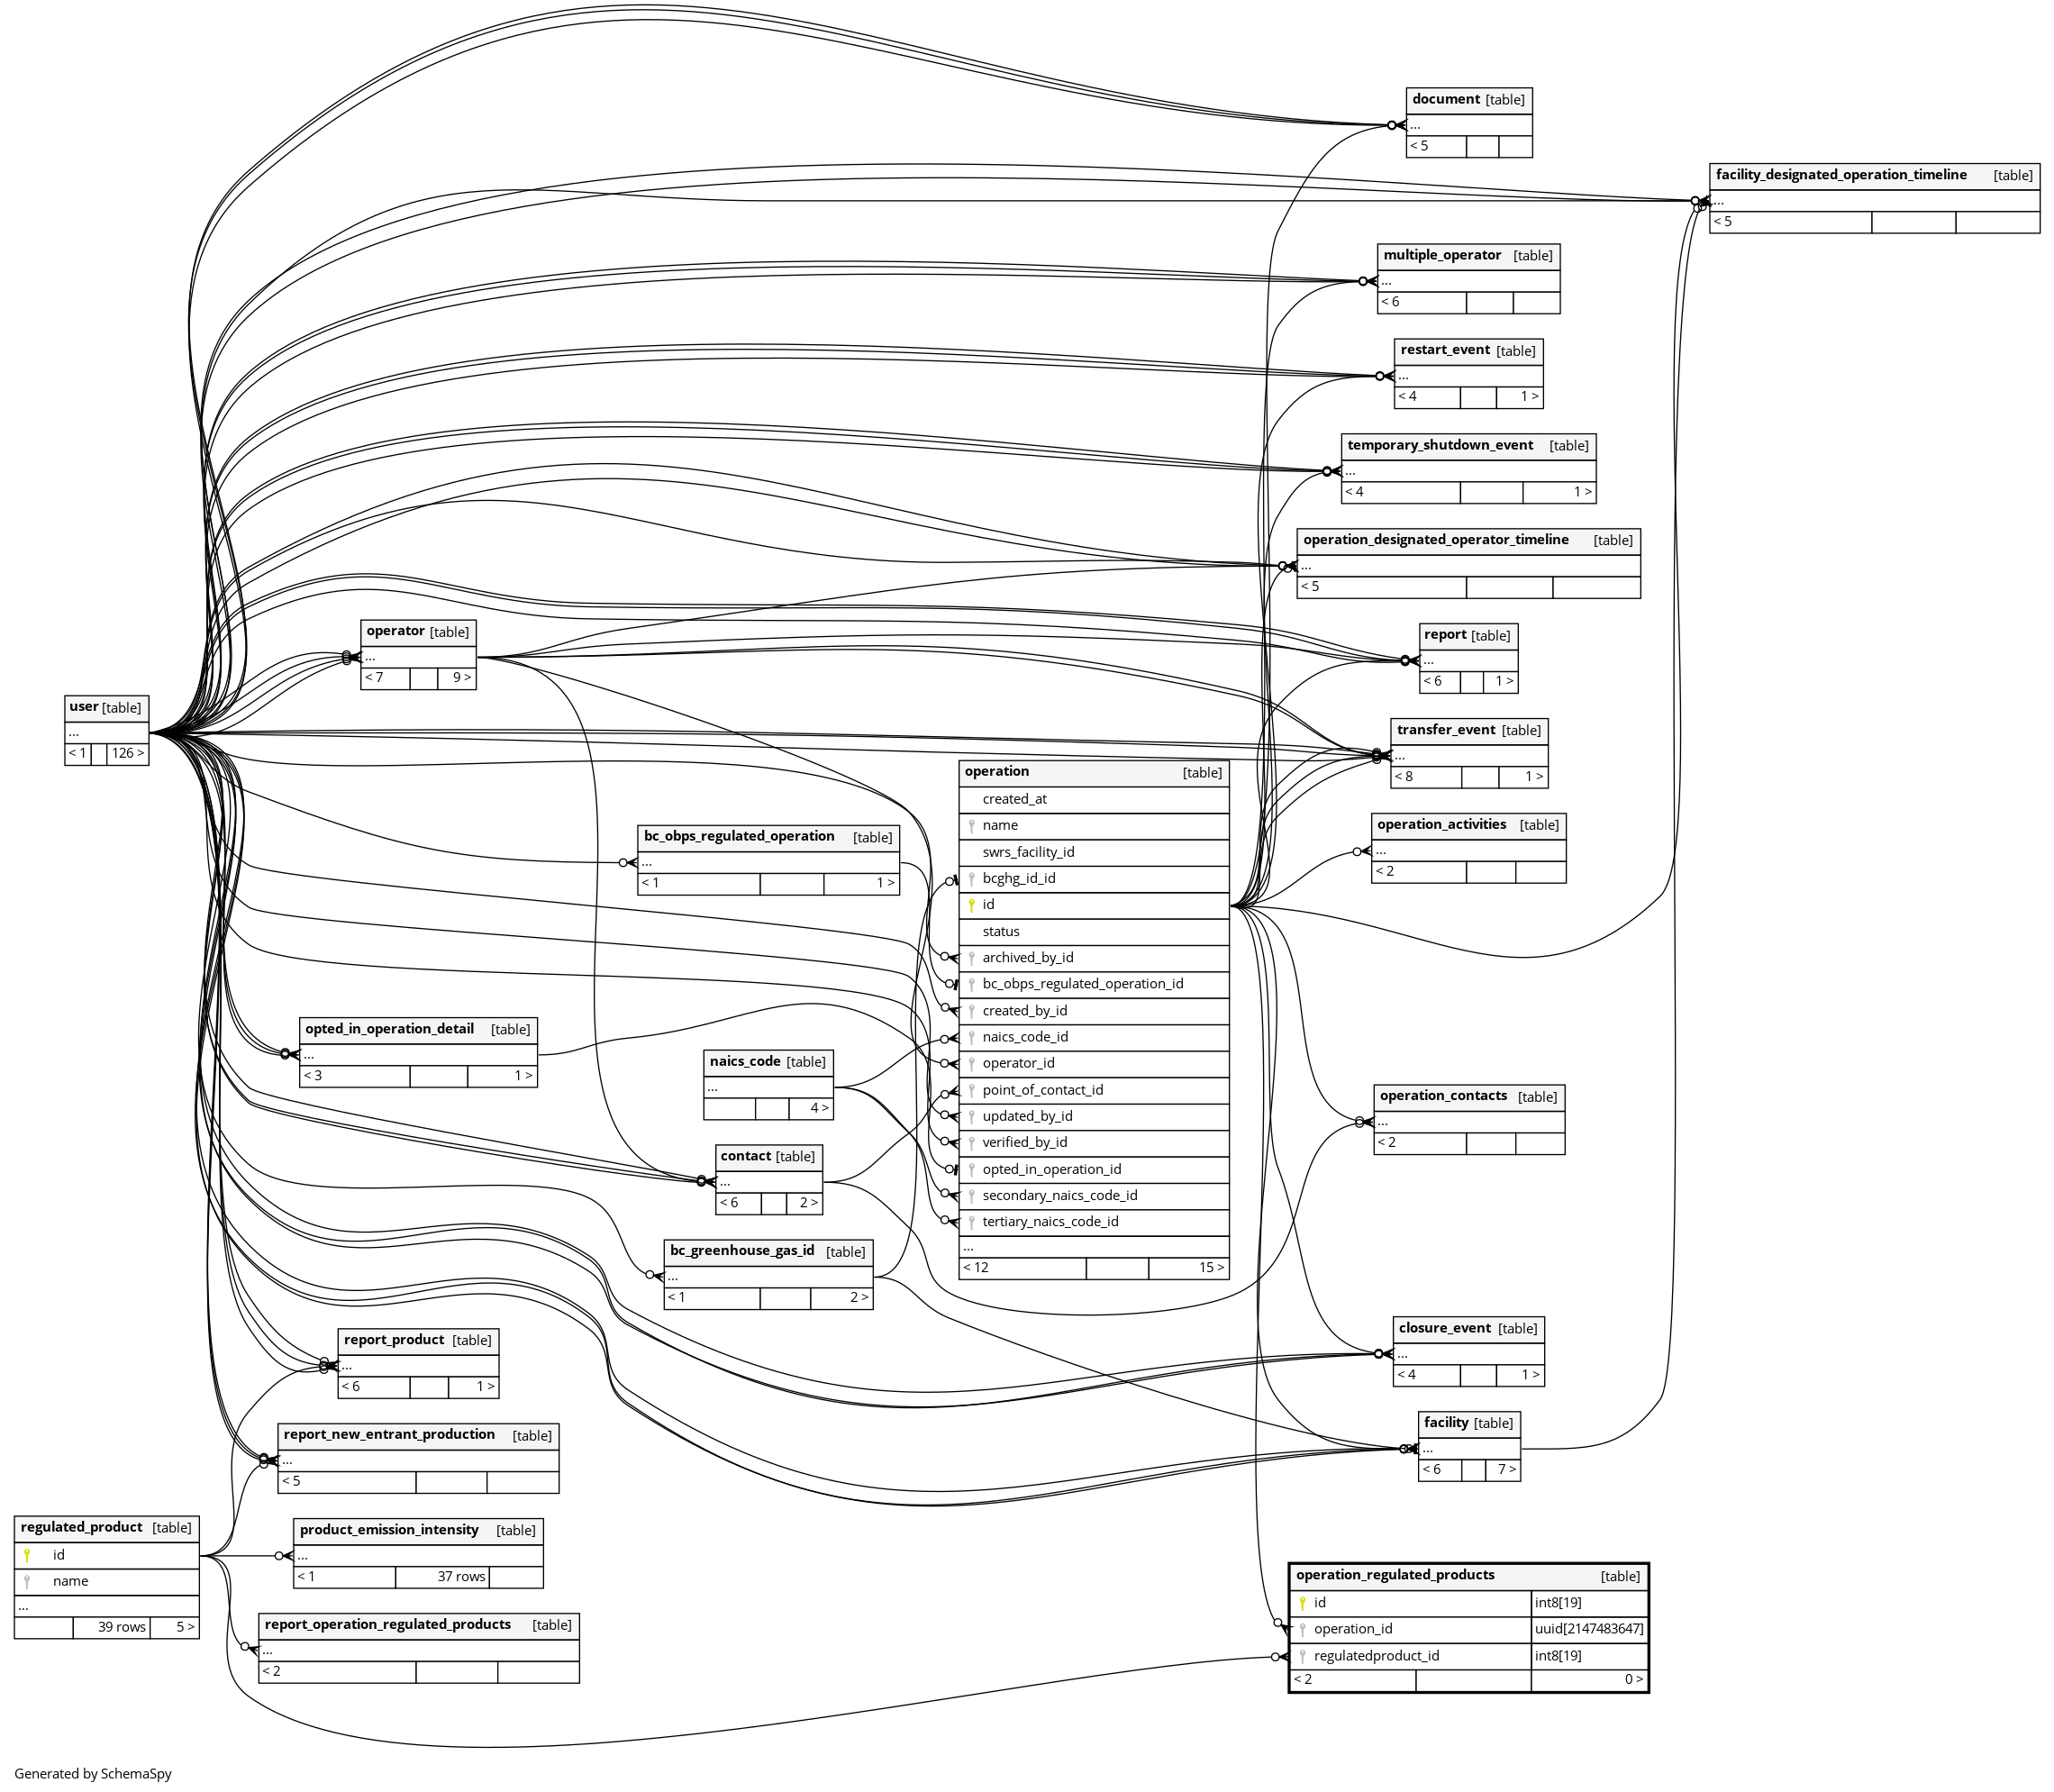 document [table]
...
< 5
facility_designated_operation_timeline [table]
...
< 5
multiple_operator [table]
...
< 6
restart_event [table]
...
< 4 1 >
temporary_shutdown_event [table]
...
< 4 1 >
operation_designated_operator_timeline [table]
...
< 5
operator [table]
...
< 7 9 >
report [table]
...
< 6 1 >
user [table]
...
< 1 126 >
transfer_event [table]
...
< 8 1 >
operation [table]
created_at
name
swrs_facility_id
bcghg_id_id
id
status
archived_by_id
bc_obps_regulated_operation_id
created_by_id
naics_code_id
operator_id
point_of_contact_id
updated_by_id
verified_by_id
opted_in_operation_id
secondary_naics_code_id
tertiary_naics_code_id
...
< 12 15 >
bc_obps_regulated_operation [table]
...
< 1 1 >
operation_activities [table]
...
< 2
opted_in_operation_detail [table]
...
< 3 1 >
naics_code [table]
...
4 >
operation_contacts [table]
...
< 2
contact [table]
...
< 6 2 >
bc_greenhouse_gas_id [table]
...
< 1 2 >
closure_event [table]
...
< 4 1 >
report_product [table]
...
< 6 1 >
facility [table]
...
< 6 7 >
report_new_entrant_production [table]
...
< 5
regulated_product [table]
id
name
...
39 rows 5 >
product_emission_intensity [table]
...
< 1 37 rows
report_operation_regulated_products [table]
...
< 2
operation_regulated_products [table]
id int8[19]
operation_id uuid[2147483647]
regulatedproduct_id int8[19]
< 2 0 >
Generated by SchemaSpy